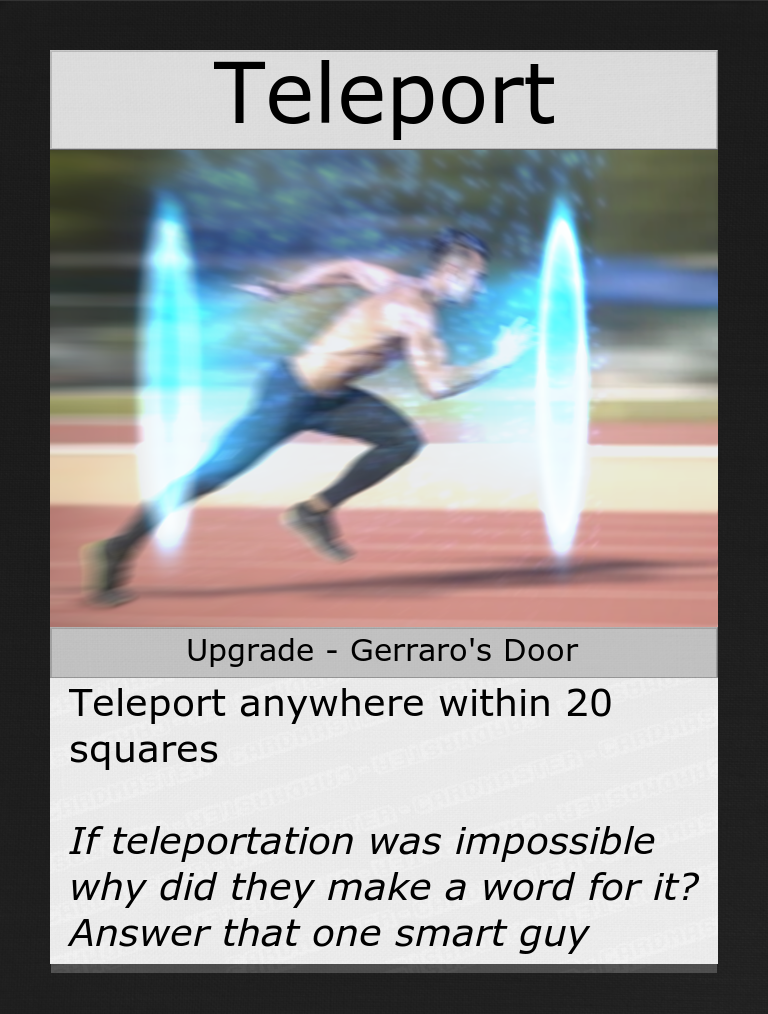 Teleport
Upgrade - Gerraro's Door
Teleport anywhere within 20
squares
If teleportation was impossible
why did they make a word for it?
Answer that one smart guy